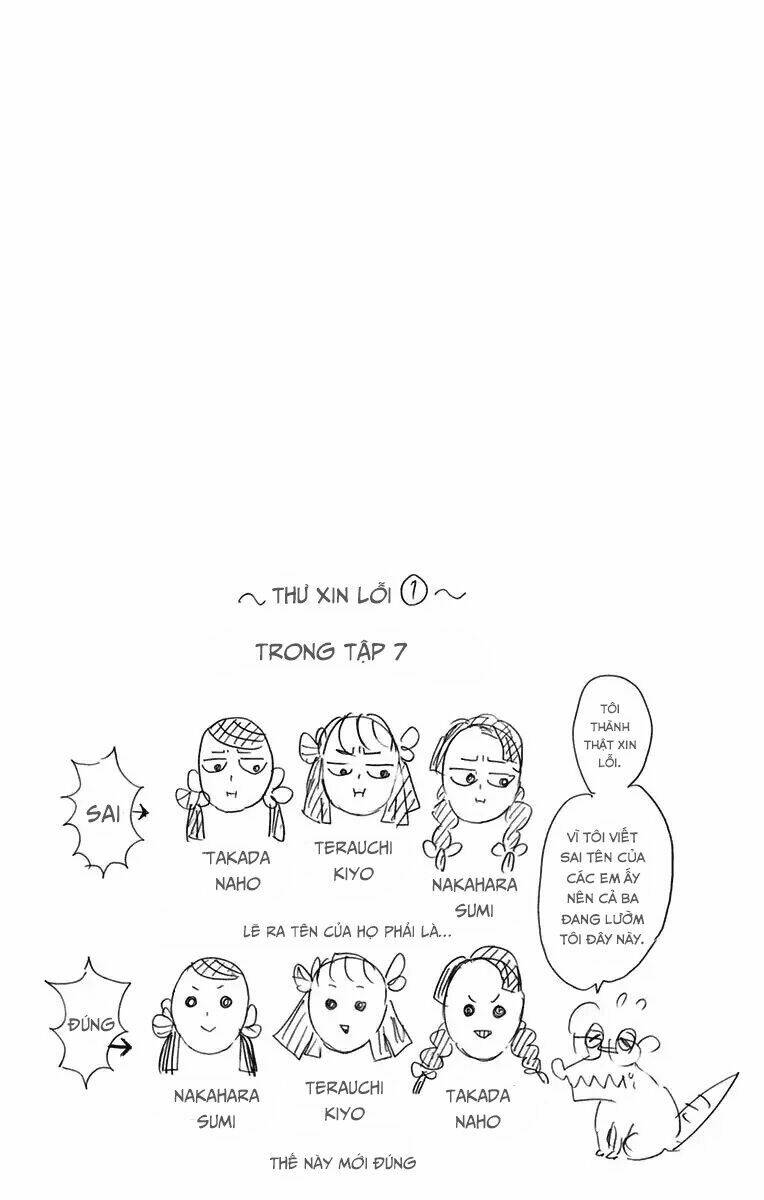 ~ THƯ XIN LỖI ① ~
TRONG TẬP 7
TÔI
THÀNH
THẬT XIN
LỖI.
SAI
TAKADA
NAHO
TERAUCHI
KIYO
NAKAHARA
SUMI
VÌ TÔI VIẾT
SAI TÊN CỦA
CÁC EM ẤY
NÊN CẢ BA
ĐANG LƯỜM
TÔI ĐÂY NÀY.
LẼ RA TÊN CỦA HỌ PHẢI LÀ...
ĐÚNG
NAKAHARA
SUMI
TERAUCHI
KIYO
TAKADA
NAHO
THẾ NÀY MỚI ĐÚNG